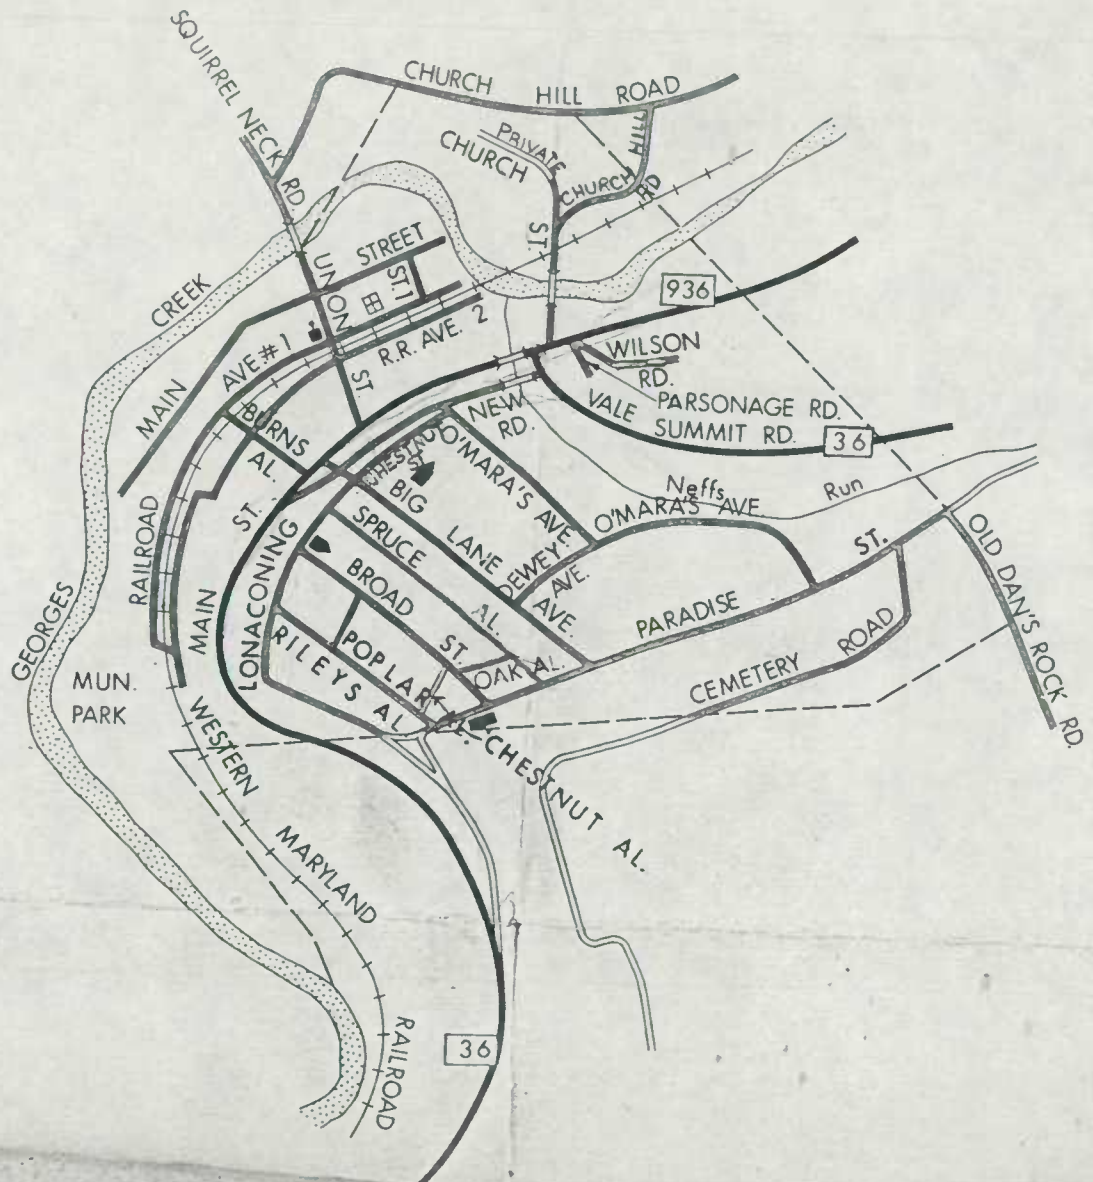 SQUIRREL NECK RD.
CHURCH HILL ROAD
PRIVATE
CHURCH ST.
CHURCH HILL RD
MAIN STREET
UNION ST
ST 1
936
CREEK
GEORGES
AVE. # 1
RAILROAD
R.R. AVE. 2
WILSON RD.
PARSONAGE RD.
VALE SUMMIT RD.
36
NEW RD.
BURNS AL.
CHESTNUT ST.
O'MARA'S AVE
BIG LANE AVE.
Neffs Run
O'MARA'S AVE
DEWEY AVE.
SPRUCE AL.
MAIN ST.
LONACONING
BROAD ST.
OAK AL.
POPLAR AL.
RILEYS AL.
PARADISE ST.
CEMETERY ROAD
OLD DAN'S ROCK RD.
MUN.
PARK
CHESTNUT AL.
WESTERN MARYLAND RAILROAD
36